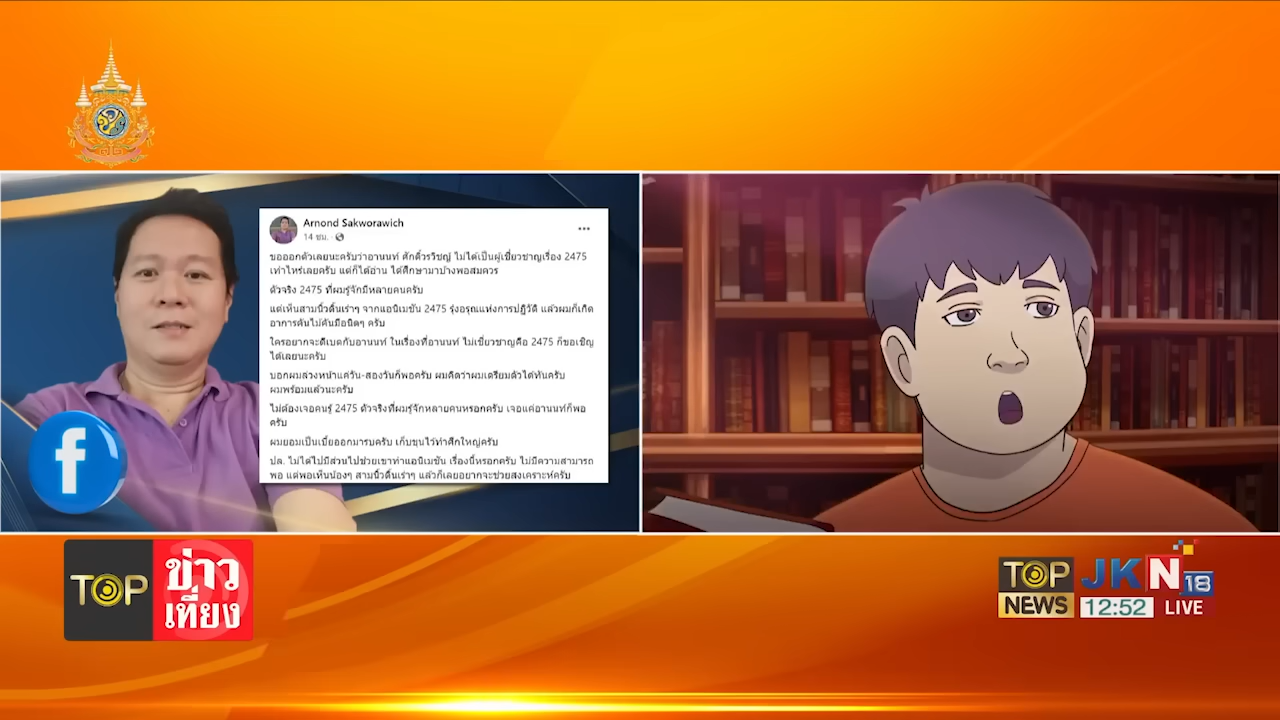 Arnond Sakworawich
14 ชม.
ขอออกตัวเลยนะครับว่าอานนท์ ศักดิ์วรวิชญ์ ไม่ได้เป็นผู้เชี่ยวชาญเรื่อง 2475
เท่าไหร่เลยครับ แต่ก็ได้อ่าน ได้ศึกษามาบ้างพอสมควร
ตัวจริง 2475 ที่ผมรู้จักมีหลายคนครับ
แต่เห็นสามนิ้วดิ้นเร่าๆ จากแอนิเมชัน 2475 รุ่งอรุณแห่งการปฏิวัติ แล้วผมก็เกิด
อาการคันไม้คันมือนิดๆ ครับ
ใครอยากจะดีเบตกับอานนท์ ในเรื่องที่อานนท์ ไม่เชี่ยวชาญคือ 2475 ก็ขอเชิญ
ได้เลยนะครับ
บอกผมล่วงหน้าแค่วัน-สองวันก็พอครับ ผมคิดว่าผมเตรียมตัวได้ทันครับ
ผมพร้อมแล้วนะครับ
ไม่ต้องเจอคนรู้ 2475 ตัวจริงที่ผมรู้จักหลายคนหรอกครับ เจอแค่อานนท์ก็พอ
ครับ
ผมยอมเป็นเบี้ยออกมารบครับ เก็บขุนไว้ทำศึกใหญ่ครับ
ปล. ไม่ได้ไปมีส่วนไปช่วยเขาทำแอนิเมชัน เรื่องนี้หรอกครับ ไม่มีความสามารถ
พอ แต่พอเห็นน้องๆ สามนิ้วดิ้นเร่าๆ แล้วก็เลยอยากจะช่วยสงเคราะห์ครับ
f
TOP
ข่าว
เที่ยง
TOP
NEWS
JKN
18
12:52
LIVE